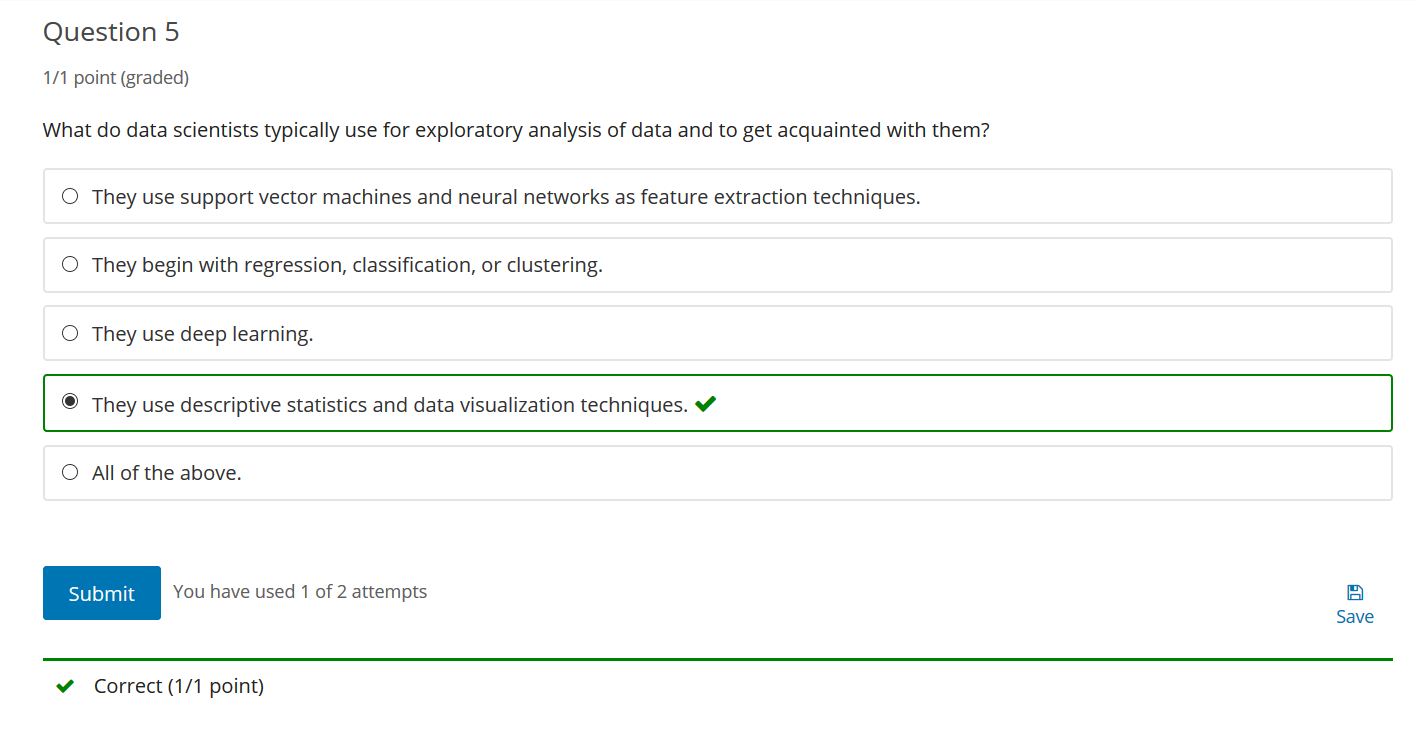 Question 5
1/1 point (graded)
What do data scientists typically use for exploratory analysis of data and to get acquainted with them?
They use support vector machines and neural networks as feature extraction techniques.
They begin with regression, classification, or clustering.
They use deep learning.
They use descriptive statistics and data visualization techniques.
All of the above.
Submit
You have used 1 of 2 attempts
Save
Correct (1/1 point)